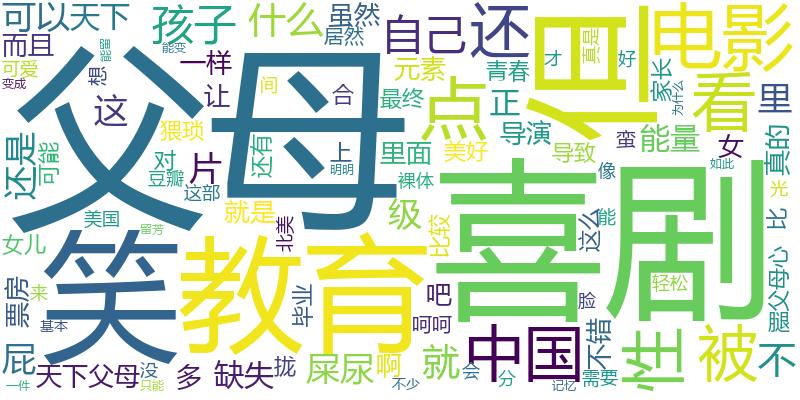 父母
喜剧
笑
教育
但
电影
中国
点
看
还
性
被
自己
孩子
什么
可以
天下
虽然
居然
而且
可爱
变成
能变
能留
一样
想
让
这
元素
最终
青春
才
好
真是
家长
为什么
里
正
导演
能量
蛮
女
真的
还是
可能
猥琐
对
豆瓣
片
间
还有
合
上
明明
里面
美好
导致
裸体
像
如此
光
这部
美国
留芳
就是
北美
级
比较
这么
能
比
女儿
来
票房
基本
毕业
吧
呵呵
脸
轻松
腿
父母心
屁
天下父母
没
只能
一件
多
缺失
拢
屎尿
啊
不少
就
会
分
记忆
需要
不错
不